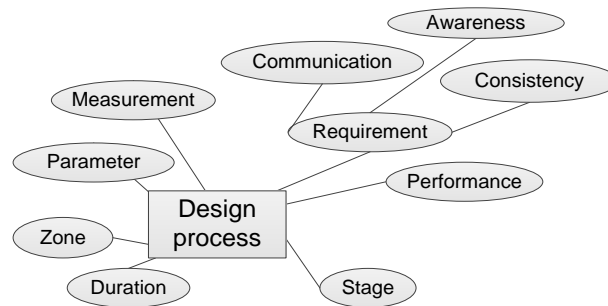 Awareness
Communication
Consistency
Measurement
Requirement
Parameter
Performance
Design
process
Zone
Duration
Stage